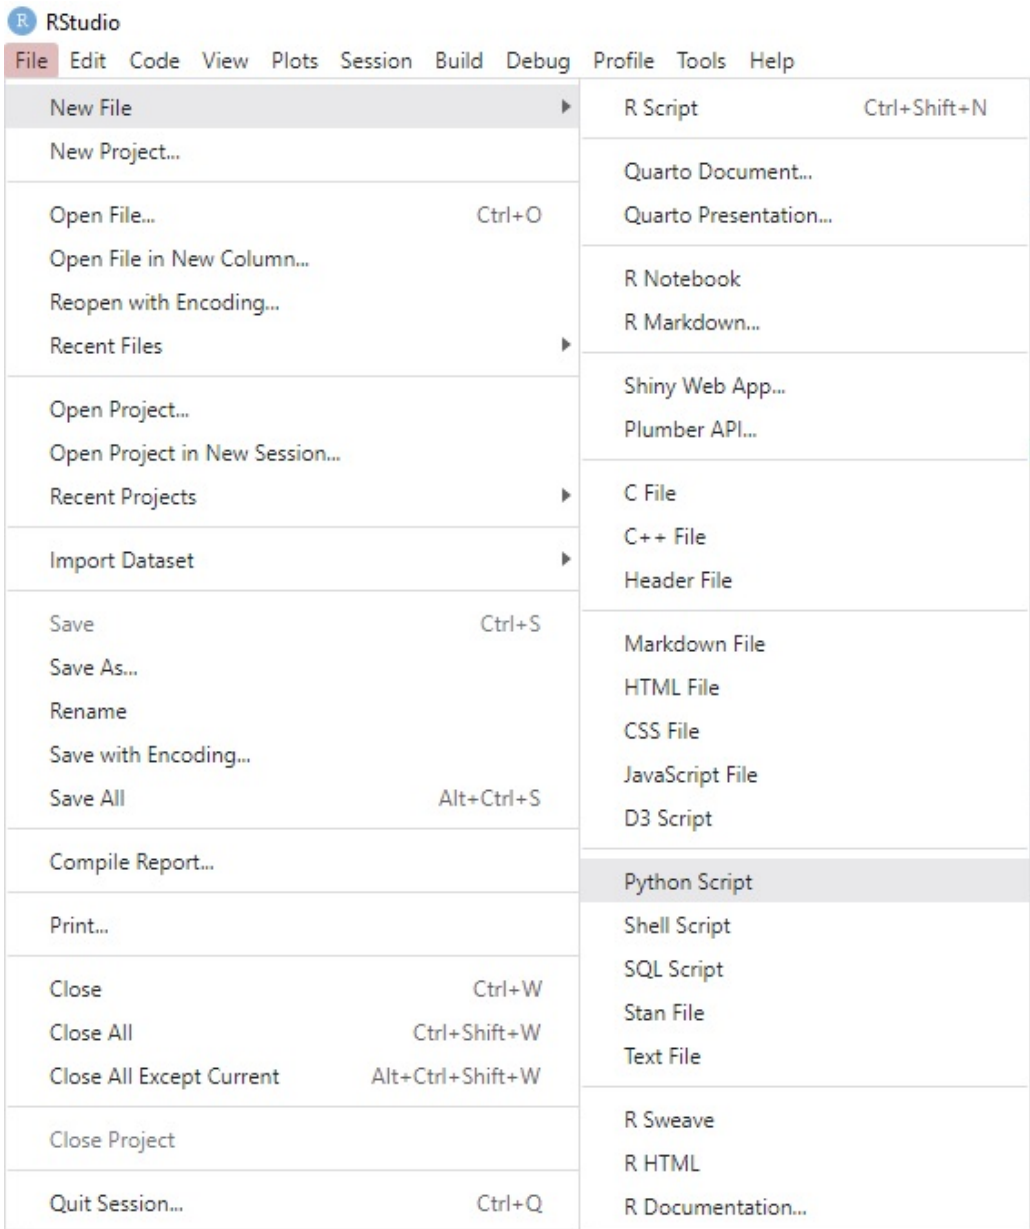 R RStudio
File Edit Code View Plots Session Build Debug Profile Tools Help
New File
New Project...
Open File... Ctrl+O
Open File in New Column...
Reopen with Encoding...
Recent Files
Open Project...
Open Project in New Session...
Recent Projects
Import Dataset
Save Ctrl+S
Save As...
Rename
Save with Encoding...
Save All Alt+Ctrl+S
Compile Report...
Print...
Close Ctrl+W
Close All Ctrl+Shift+W
Close All Except Current Alt+Ctrl+Shift+W
Close Project
Quit Session... Ctrl+Q
R Script Ctrl+Shift+N
Quarto Document...
Quarto Presentation...
R Notebook
R Markdown...
Shiny Web App...
Plumber API...
C File
C++ File
Header File
Markdown File
HTML File
CSS File
JavaScript File
D3 Script
Python Script
Shell Script
SQL Script
Stan File
Text File
R Sweave
R HTML
R Documentation...